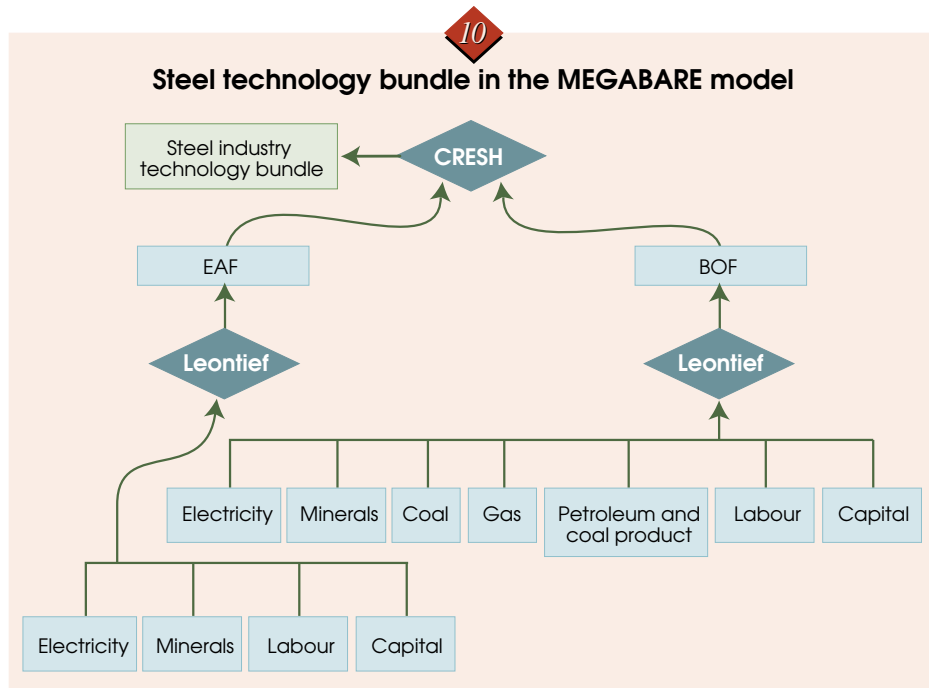 10
Steel technology bundle in the MEGABARE model
Steel industry
technology bundle
CRESH
EAF
BOF
Leontief
Leontief
Electricity
Minerals
Coal
Gas
Petroleum and
coal product
Labour
Capital
Electricity
Minerals
Labour
Capital